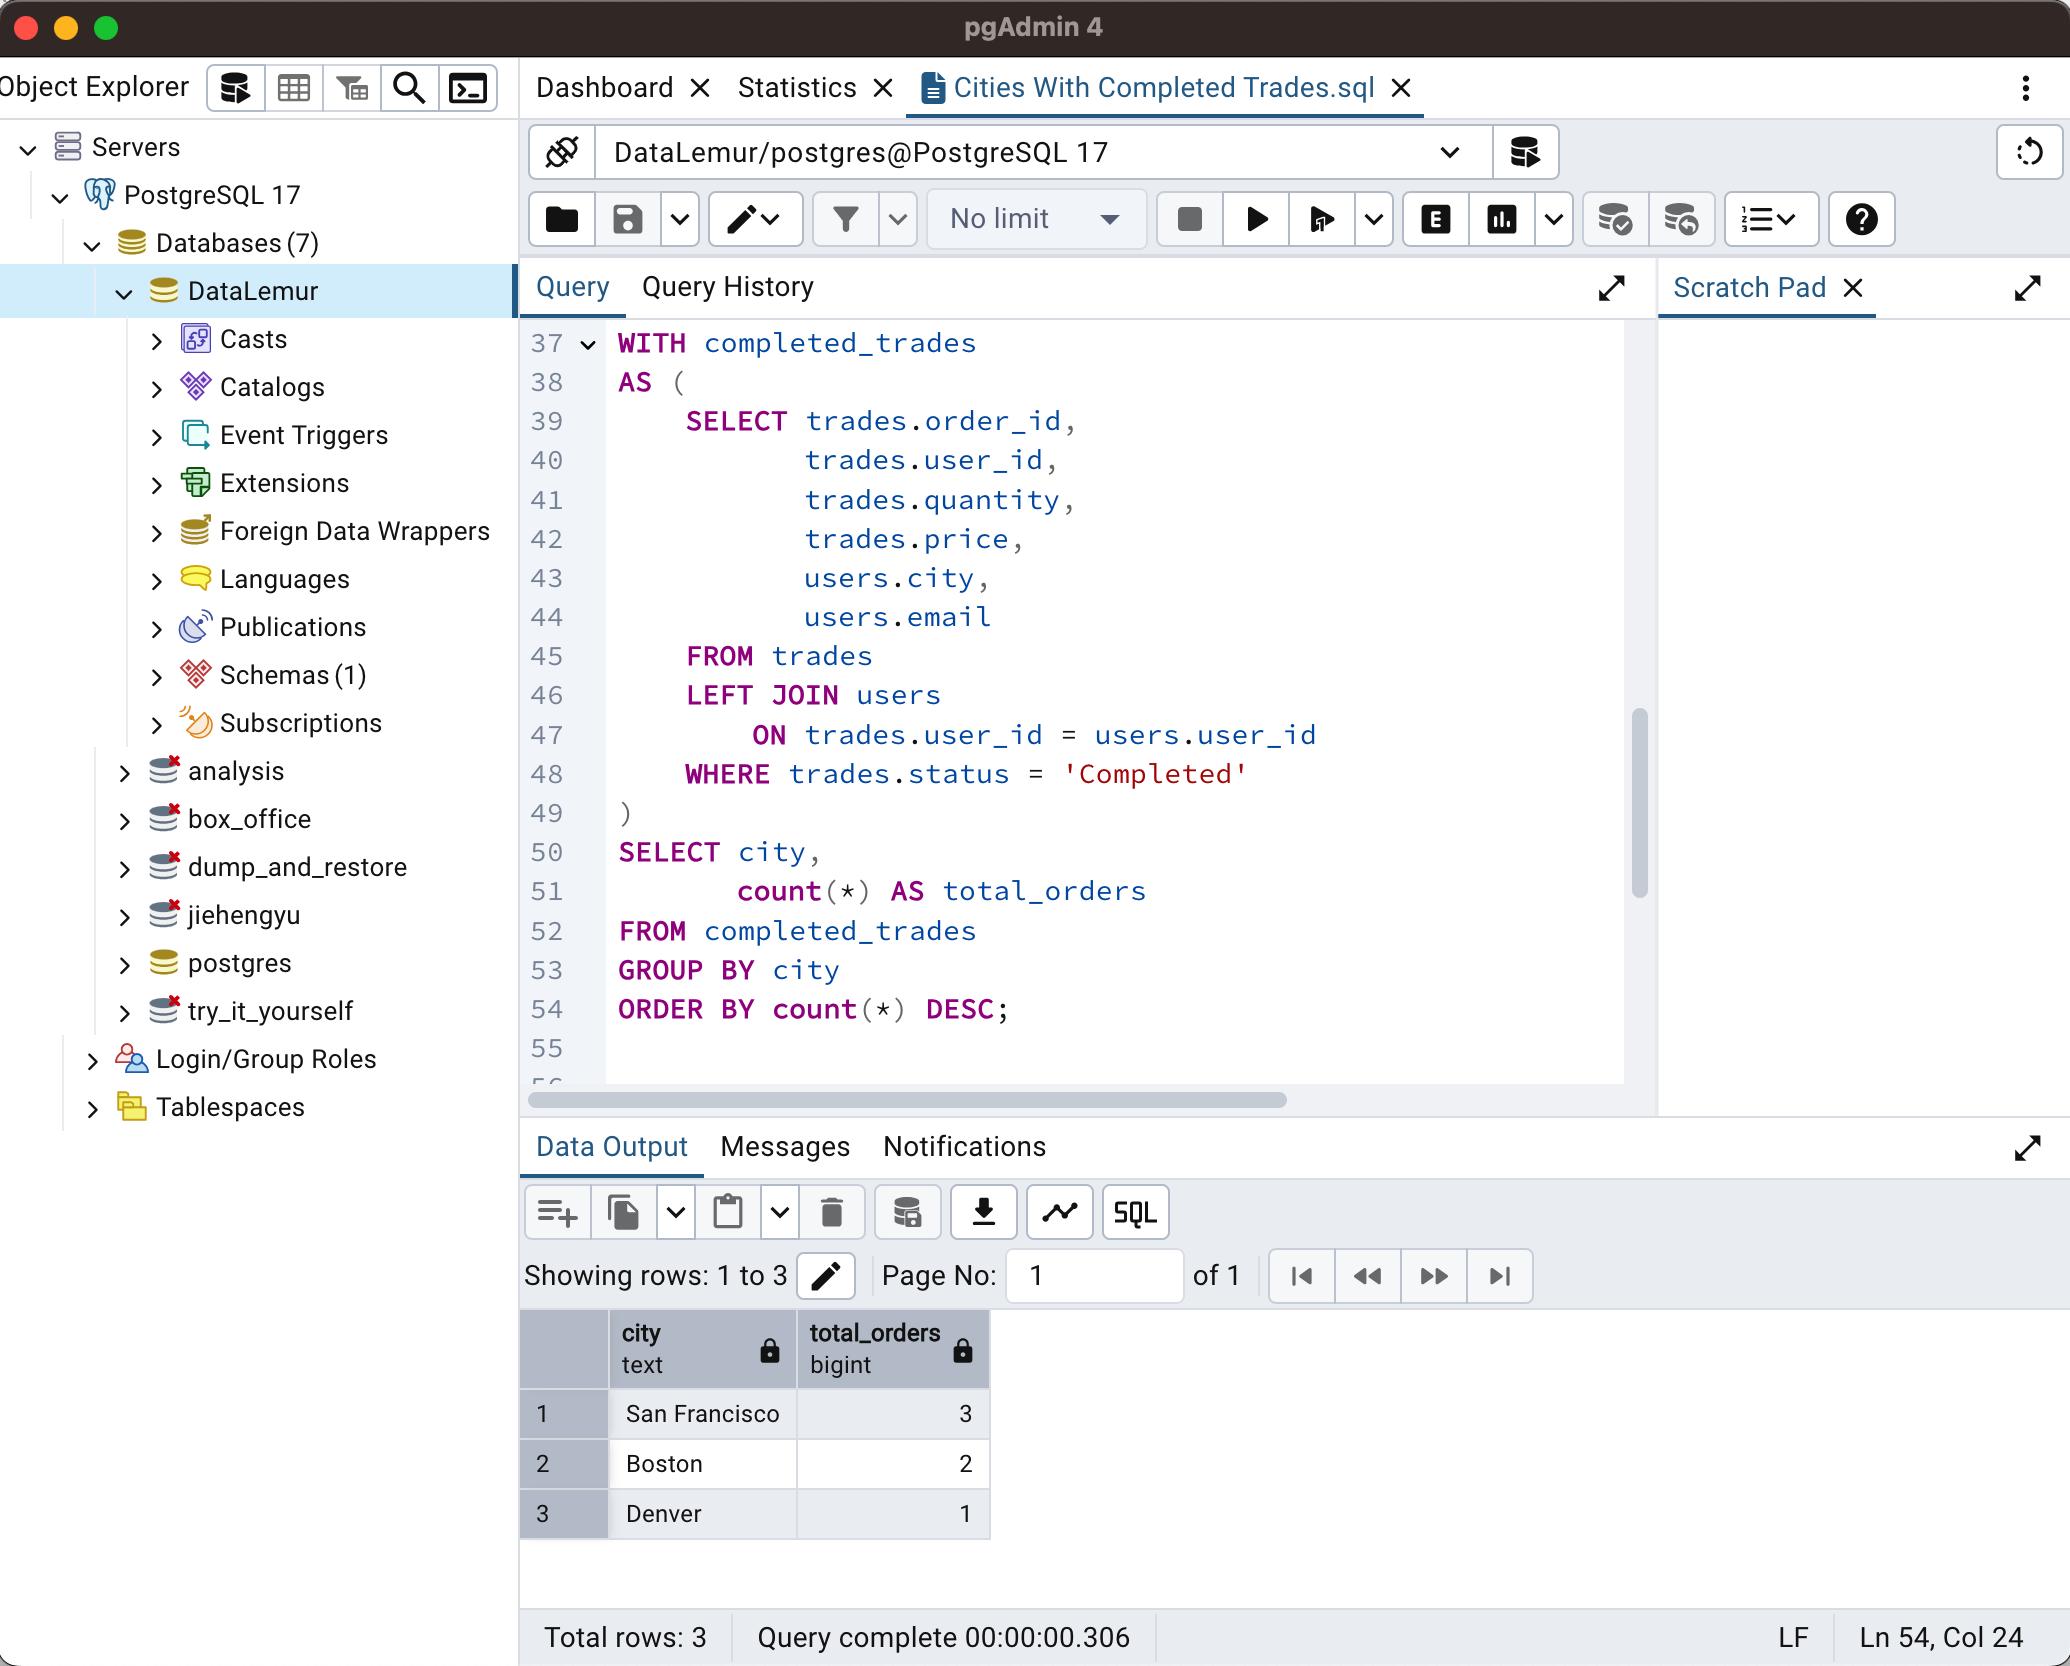 pgAdmin 4
Object Explorer
Dashboard
Statistics
Cities With Completed Trades.sql
Servers
PostgreSQL 17
Databases (7)
DataLemur
Casts
Catalogs
Event Triggers
Extensions
Foreign Data Wrappers
Languages
Publications
Schemas (1)
Subscriptions
analysis
box_office
dump_and_restore
jiehengyu
postgres
try_it_yourself
Login/Group Roles
Tablespaces
DataLemur/postgres@PostgreSQL 17
No limit
E
Query
Query History
Scratch Pad
37 WITH completed_trades
38 AS (
39 SELECT trades.order_id,
40 trades.user_id,
41 trades.quantity,
42 trades.price,
43 users.city,
44 users.email
45 FROM trades
46 LEFT JOIN users
47 ON trades.user_id = users.user_id
48 WHERE trades.status = 'Completed'
49 )
50 SELECT city,
51 count(*) AS total_orders
52 FROM completed_trades
53 GROUP BY city
54 ORDER BY count(*) DESC;
55
Data Output
Messages
Notifications
SQL
Showing rows: 1 to 3
Page No: 1 of 1
city total_orders
text bigint
1 San Francisco 3
2 Boston 2
3 Denver 1
Total rows: 3
Query complete 00:00:00.306
LF
Ln 54, Col 24